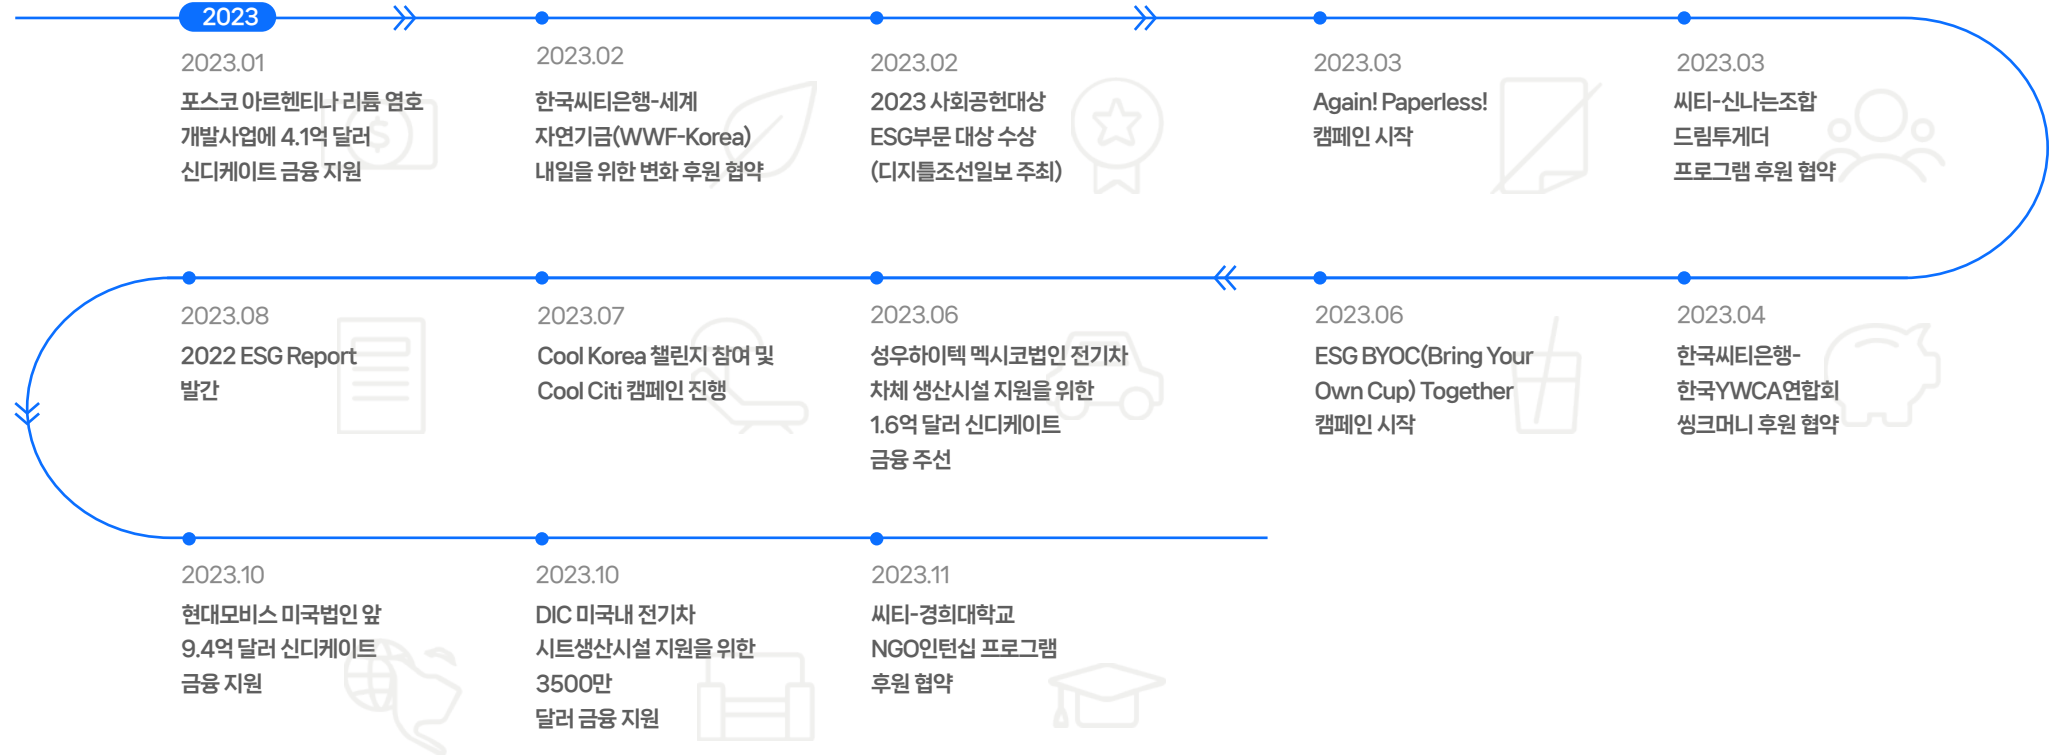 2023
2023.01
포스코 아르헨티나 리튬 염호
개발사업에 4.1억 달러
신디케이트 금융 지원
2023.02
한국씨티은행-세계
자연기금(WWF-Korea)
내일을 위한 변화 후원 협약
2023.02
2023 사회공헌대상
ESG부문 대상 수상
(디지틀조선일보 주최)
2023.03
Again! Paperless!
캠페인 시작
2023.03
씨티-신나는조합
드림투게더
프로그램 후원 협약
2023.04
한국씨티은행-
한국YWCA연합회
씽크머니 후원 협약
2023.06
ESG BYOC(Bring Your
Own Cup) Together
캠페인 시작
2023.06
성우하이텍 멕시코법인 전기차
차체 생산시설 지원을 위한
1.6억 달러 신디케이트
금융 주선
2023.07
Cool Korea 챌린지 참여 및
Cool Citi 캠페인 진행
2023.08
2022 ESG Report
발간
2023.10
현대모비스 미국법인 앞
9.4억 달러 신디케이트
금융 지원
2023.10
DIC 미국내 전기차
시트생산시설 지원을 위한
3500만
달러 금융 지원
2023.11
씨티-경희대학교
NGO인턴십 프로그램
후원 협약